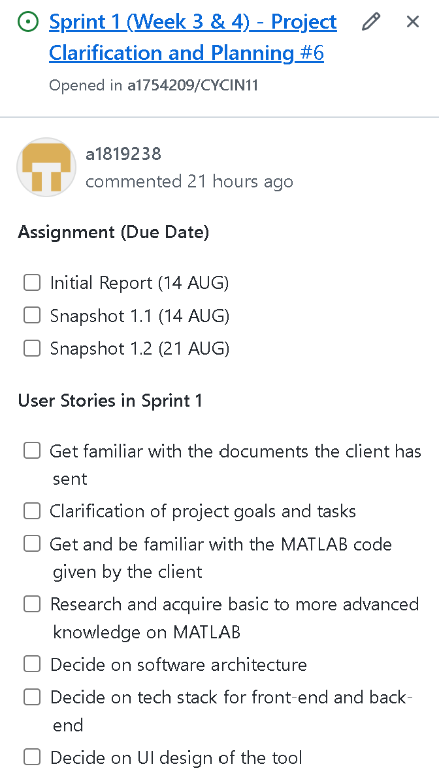 Sprint 1 (Week 3 & 4) - Project
Clarification and Planning #6
Opened in a1754209/CYCIN11
a1819238
commented 21 hours ago
Assignment (Due Date)
Initial Report (14 AUG)
Snapshot 1.1 (14 AUG)
Snapshot 1.2 (21 AUG)
User Stories in Sprint 1
Get familiar with the documents the client has
sent
Clarification of project goals and tasks
Get and be familiar with the MATLAB code
given by the client
Research and acquire basic to more advanced
knowledge on MATLAB
Decide on software architecture
Decide on tech stack for front-end and back-
end
Decide on UI design of the tool